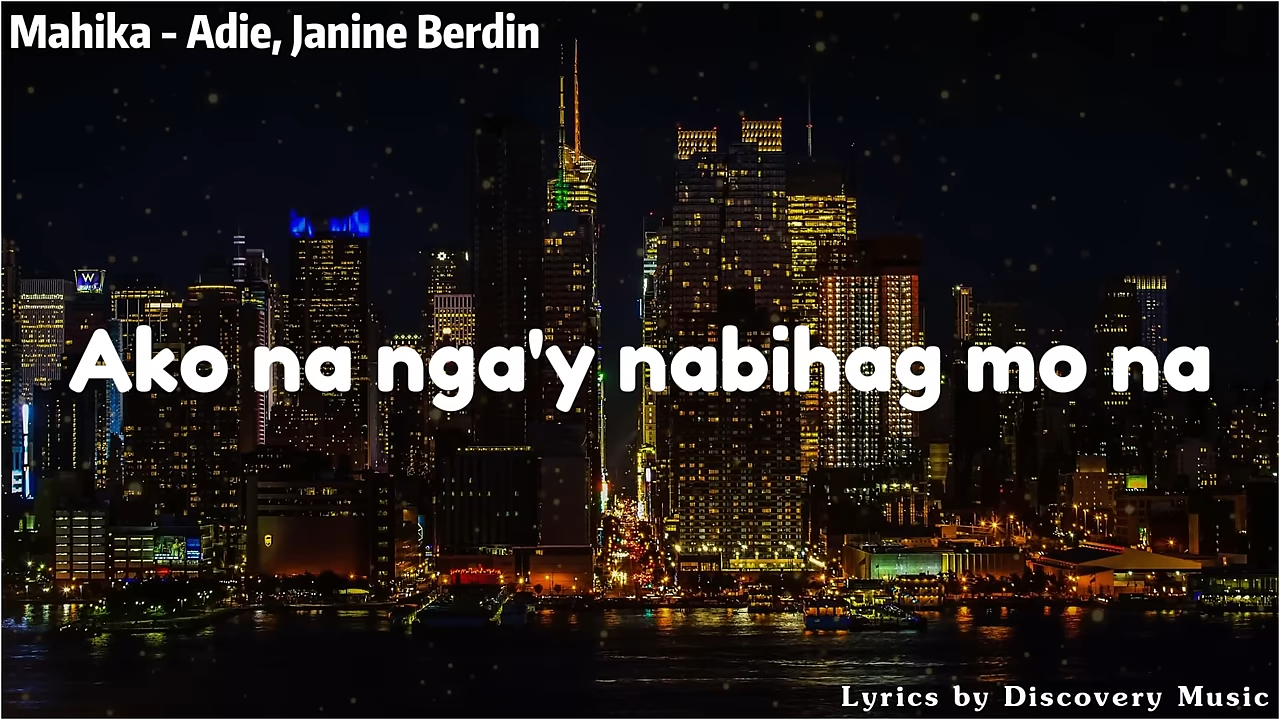 Mahika - Adie, Janine Berdin
W
Ako na nga'y nabihag mo na
Lyrics by Discovery Music